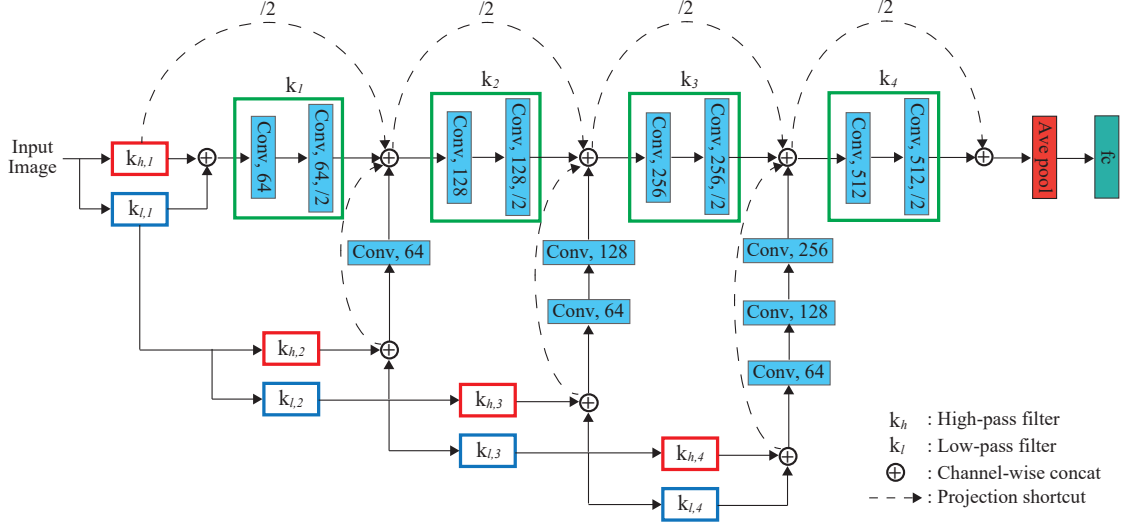 /2
/2
/2
/2
k1
k2
k3
k4
Input
Image
kh,1
kl,1
Conv, 64
Conv, 64, /2
Conv, 128
Conv, 128, /2
Conv, 256
Conv, 256, /2
Conv, 512
Conv, 512, /2
Ave pool
fc
Conv, 64
Conv, 128
Conv, 256
Conv, 64
Conv, 128
Conv, 64
kh,2
kl,2
kh,3
kl,3
kh,4
kl,4
kh : High-pass filter
kl : Low-pass filter
: Channel-wise concat
: Projection shortcut